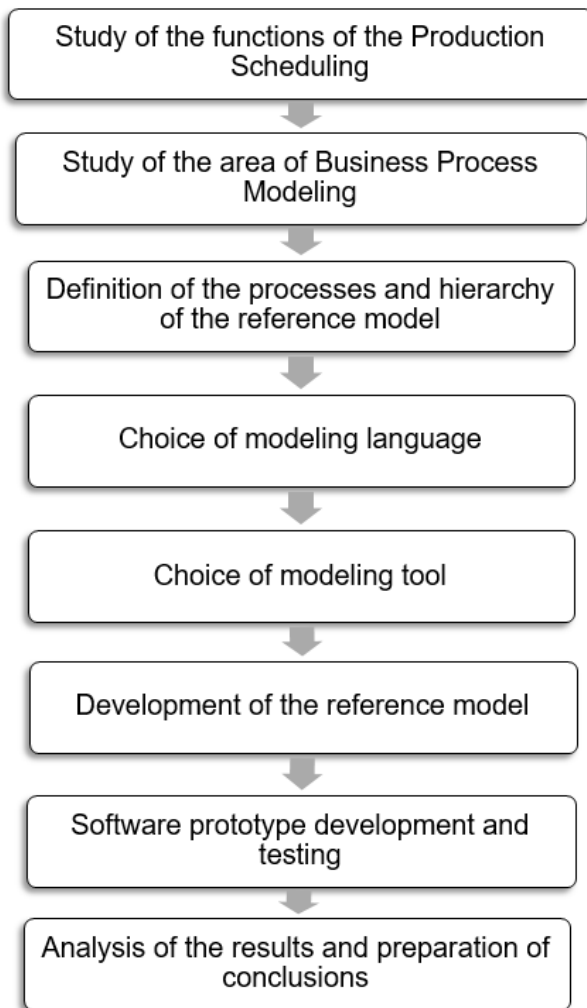 Study of the functions of the Production
Scheduling
Study of the area of Business Process
Modeling
Definition of the processes and hierarchy
of the reference model
Choice of modeling language
Choice of modeling tool
Development of the reference model
Software prototype development and
testing
Analysis of the results and preparation of
conclusions